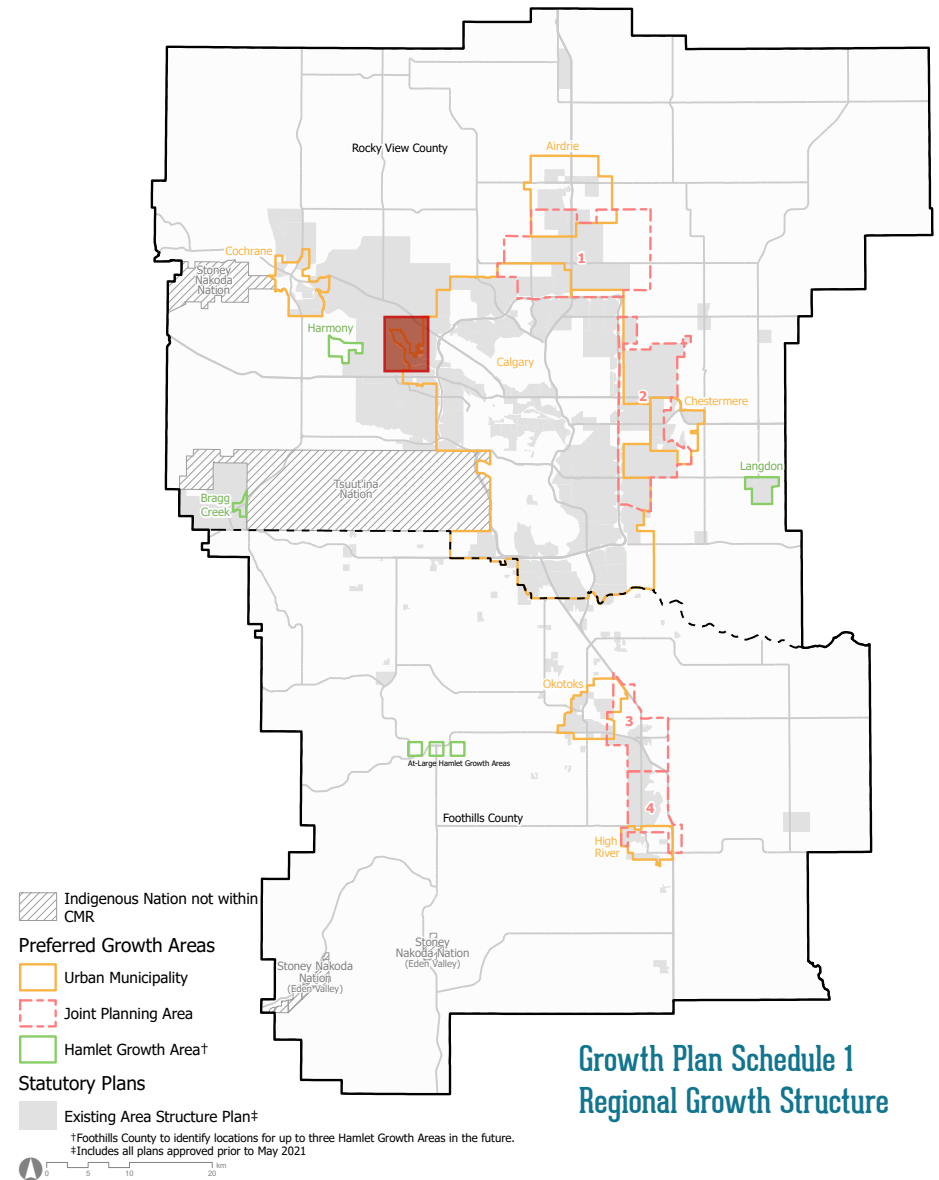 Airdrie
Rocky View County
Cochrane
Stoney
Nakoda
Nation
1
Harmony
Calgary
2
Chestermere
Langdon
Tsuut'ina
Nation
Bragg
Creek
Okotoks
3
At-Large Hamlet Growth Areas
4
Foothills County
High
River
Stoney
Nakoda Nation
(Eden Valley)
Stoney Nakoda
Nation
(Eden Valley)
Indigenous Nation not within
CMR
Preferred Growth Areas
Urban Municipality
Joint Planning Area
Hamlet Growth Area†
Statutory Plans
Existing Area Structure Plan‡
†Foothills County to identify locations for up to three Hamlet Growth Areas in the future.
‡Includes all plans approved prior to May 2021
km
0 5 10 20
Growth Plan Schedule 1
Regional Growth Structure